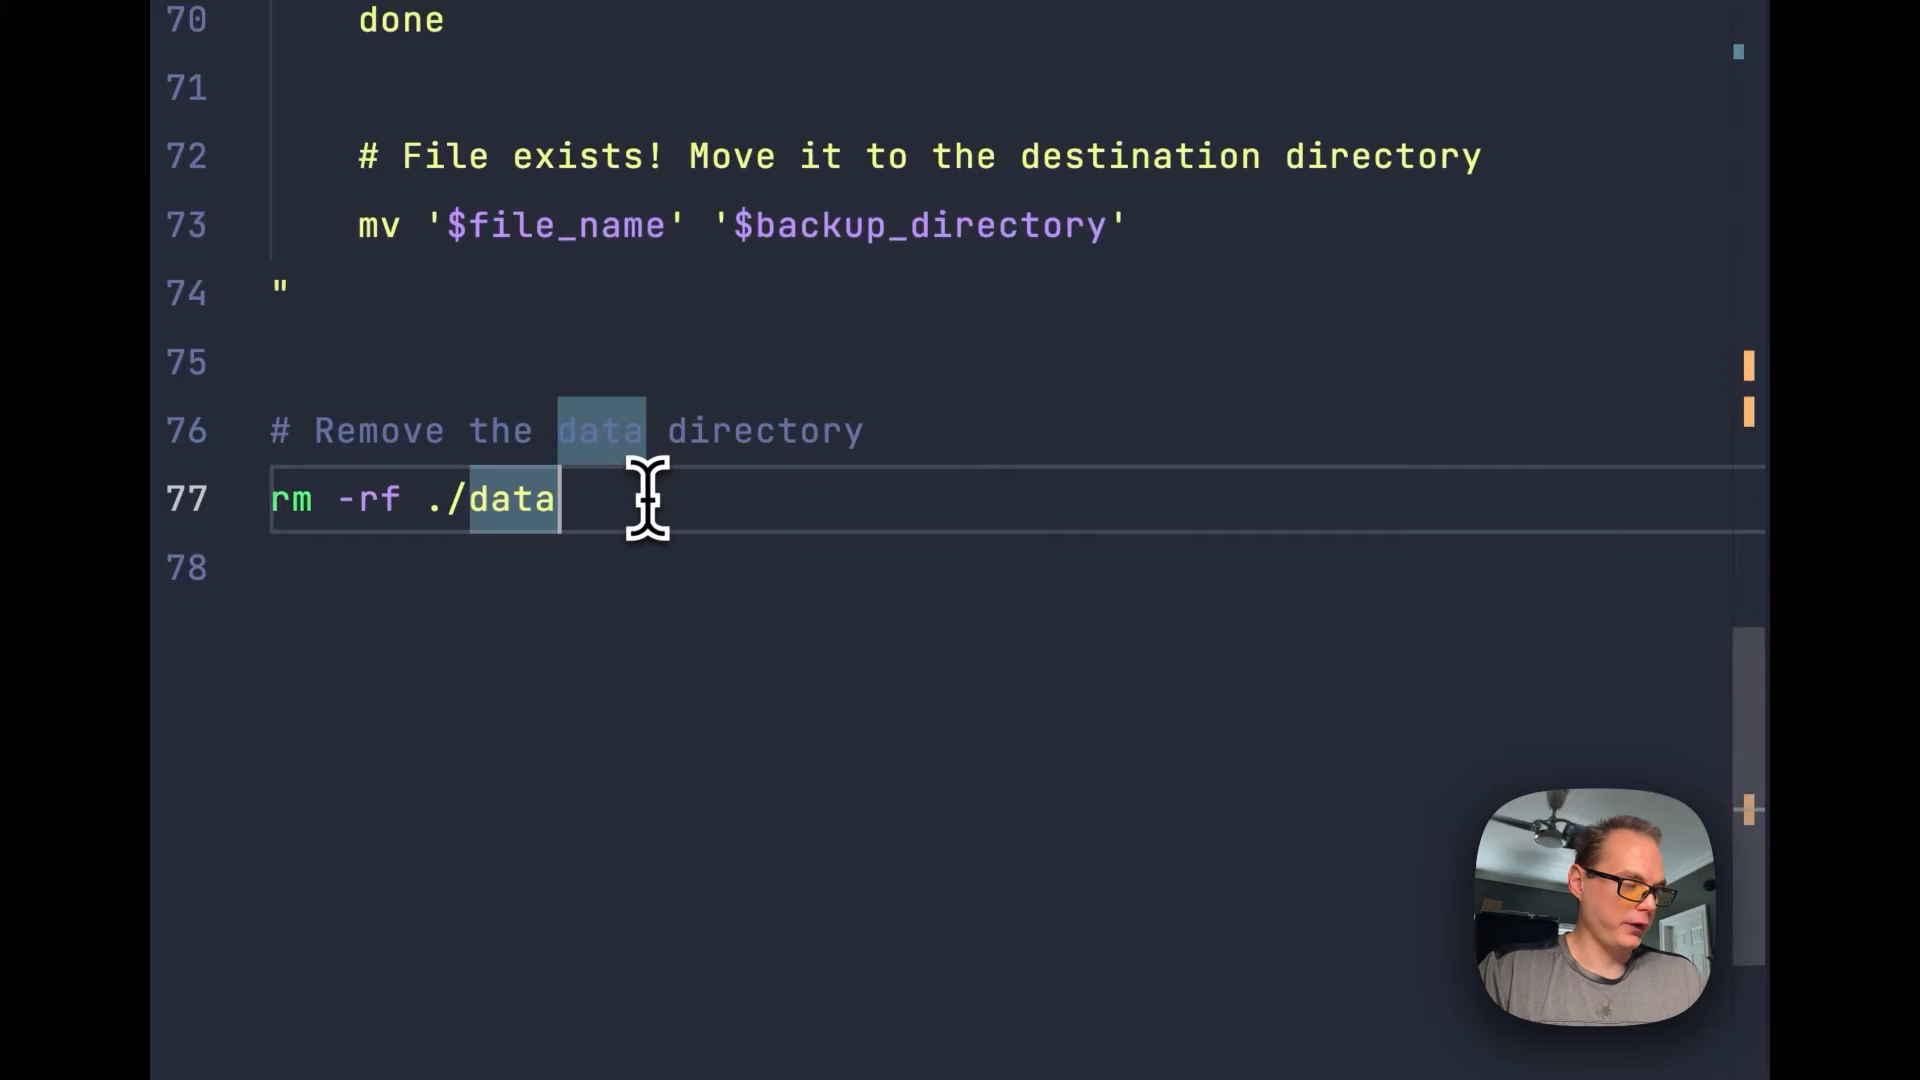 70 done
71
72 # File exists! Move it to the destination directory
73 mv '$file_name' '$backup_directory'
74 "
75
76 # Remove the data directory
77 rm -rf ./data
78